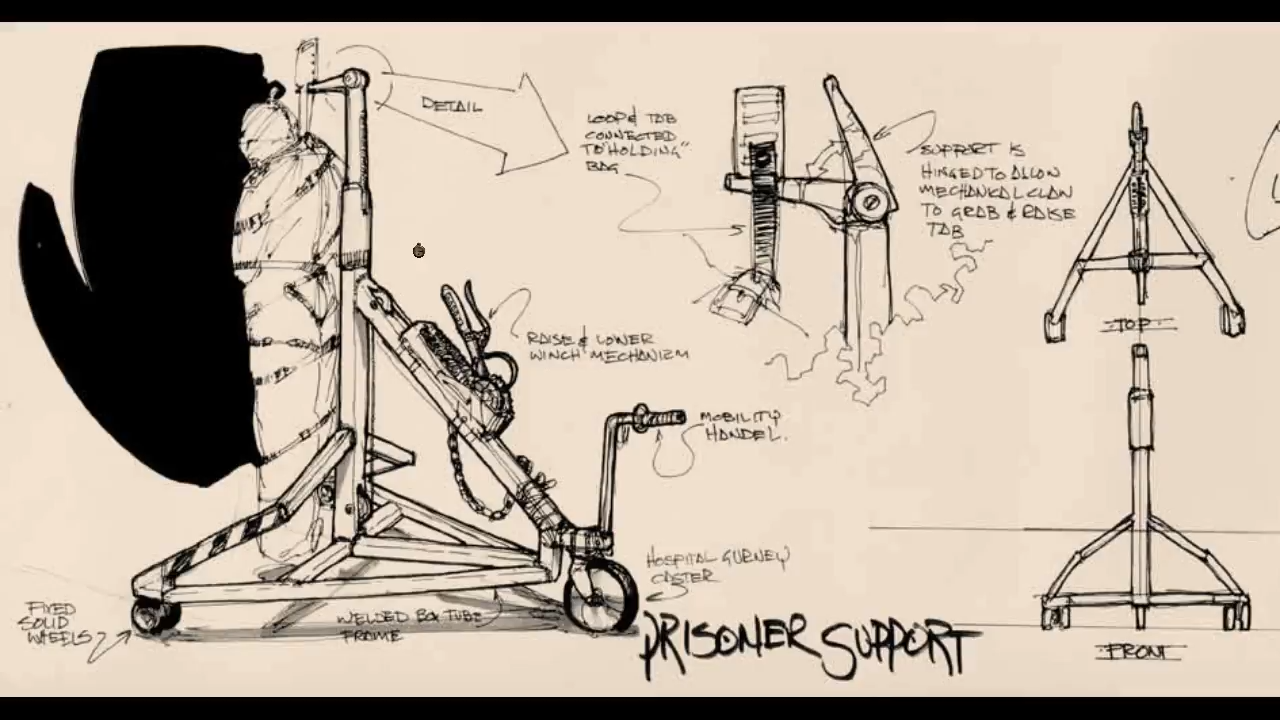 DETAIL
LOOP & TAB
CONNECTED
TO "HOLDING"
BAG
SUPPORT IS
HINGED TO ALLOW
MECHANICAL CLAW
TO GRAB & RAISE
TAB
RAISE & LOWER
WINCH MECHANIZM
MOBILITY
HANDEL.
TOP
HOSPITAL GURNEY
CASTER
FIXED
SOLID
WHEELS
WELDED BOX TUBE
FRAME
PRISONER SUPPORT
FRONT